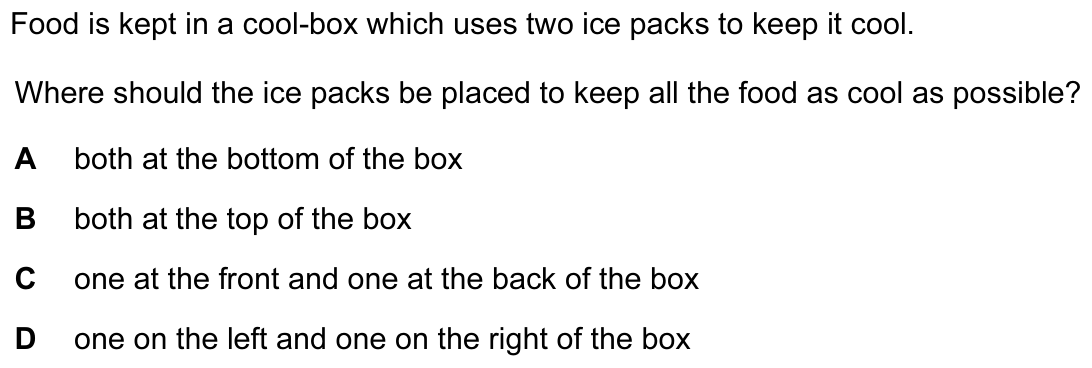 Food is kept in a cool-box which uses two ice packs to keep it cool.
Where should the ice packs be placed to keep all the food as cool as possible?
A both at the bottom of the box
B both at the top of the box
C one at the front and one at the back of the box
D one on the left and one on the right of the box